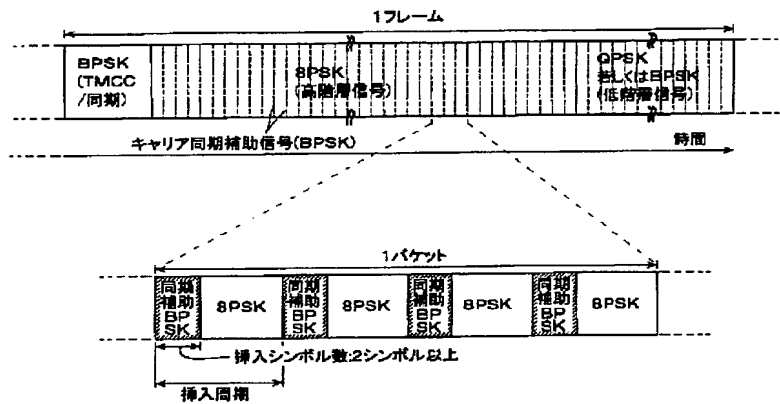 1フレーム
BPSK
(TMCC
/同期)
8PSK
(高階層信号)
QPSK
若しくはBPSK
(低階層信号)
キャリア同期補助信号(BPSK)
時間
1パケット
同期
補助
BP
SK
8PSK
同期
補助
BP
SK
8PSK
同期
補助
BP
SK
8PSK
同期
補助
BP
SK
8PSK
挿入シンボル数:2シンボル以上
挿入周期